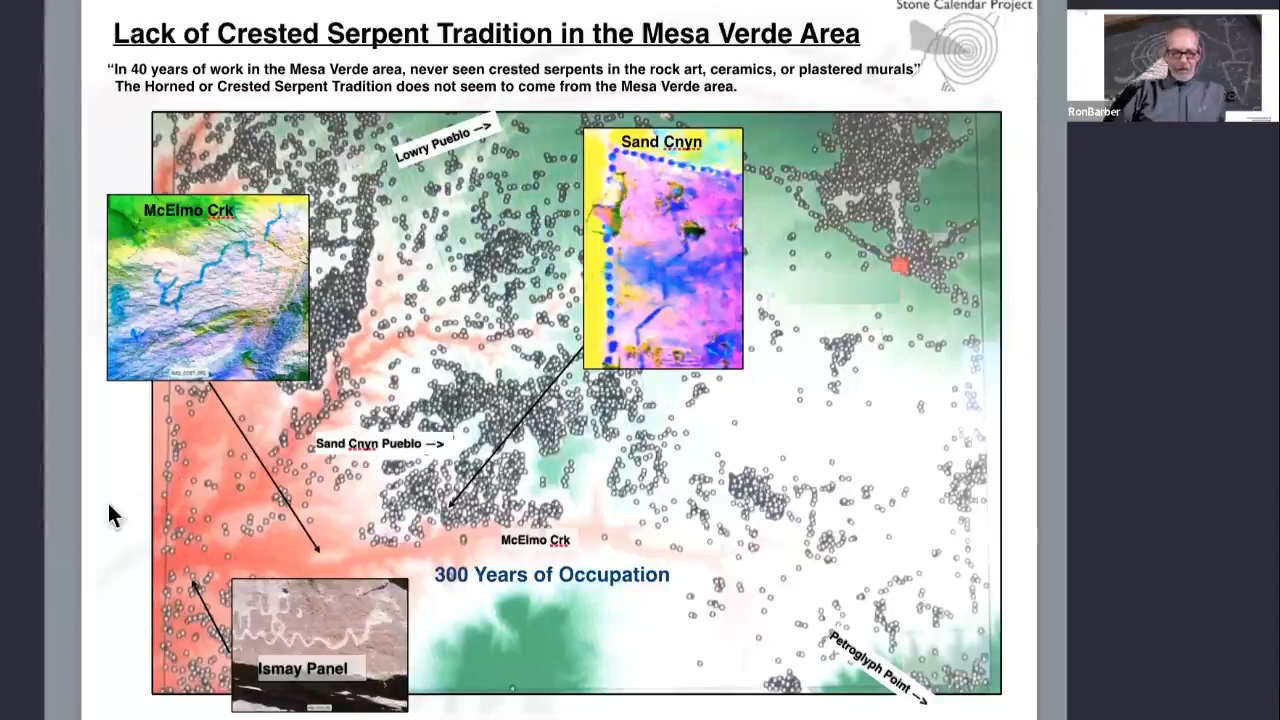 Stone Calendar Project
Lack of Crested Serpent Tradition in the Mesa Verde Area
“In 40 years of work in the Mesa Verde area, never seen crested serpents in the rock art, ceramics, or plastered murals”
The Horned or Crested Serpent Tradition does not seem to come from the Mesa Verde area.
RonBarber
Lowry Pueblo —>
Sand Cnyn
McElmo Crk
Sand Cnyn Pueblo —>
McElmo Crk
300 Years of Occupation
Ismay Panel
Petroglyph Point —>